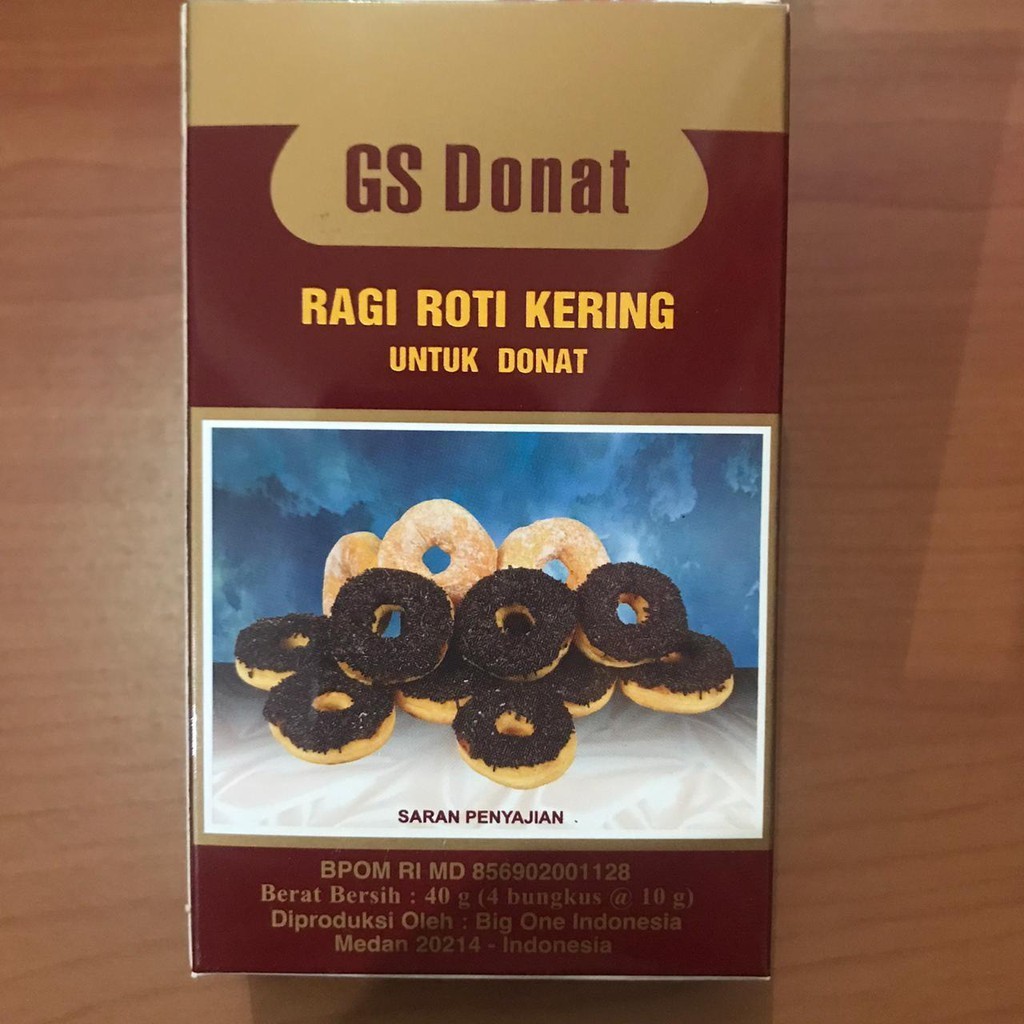 GS Donat
RAGI ROTI KERING
UNTUK DONAT
SARAN PENYAJIAN .
BPOM RI MD 856902001128
Berat Bersih : 40 g (4 bungkus @ 10 g)
Diproduksi Oleh : Big One Indonesia
Medan 20214 - Indonesia